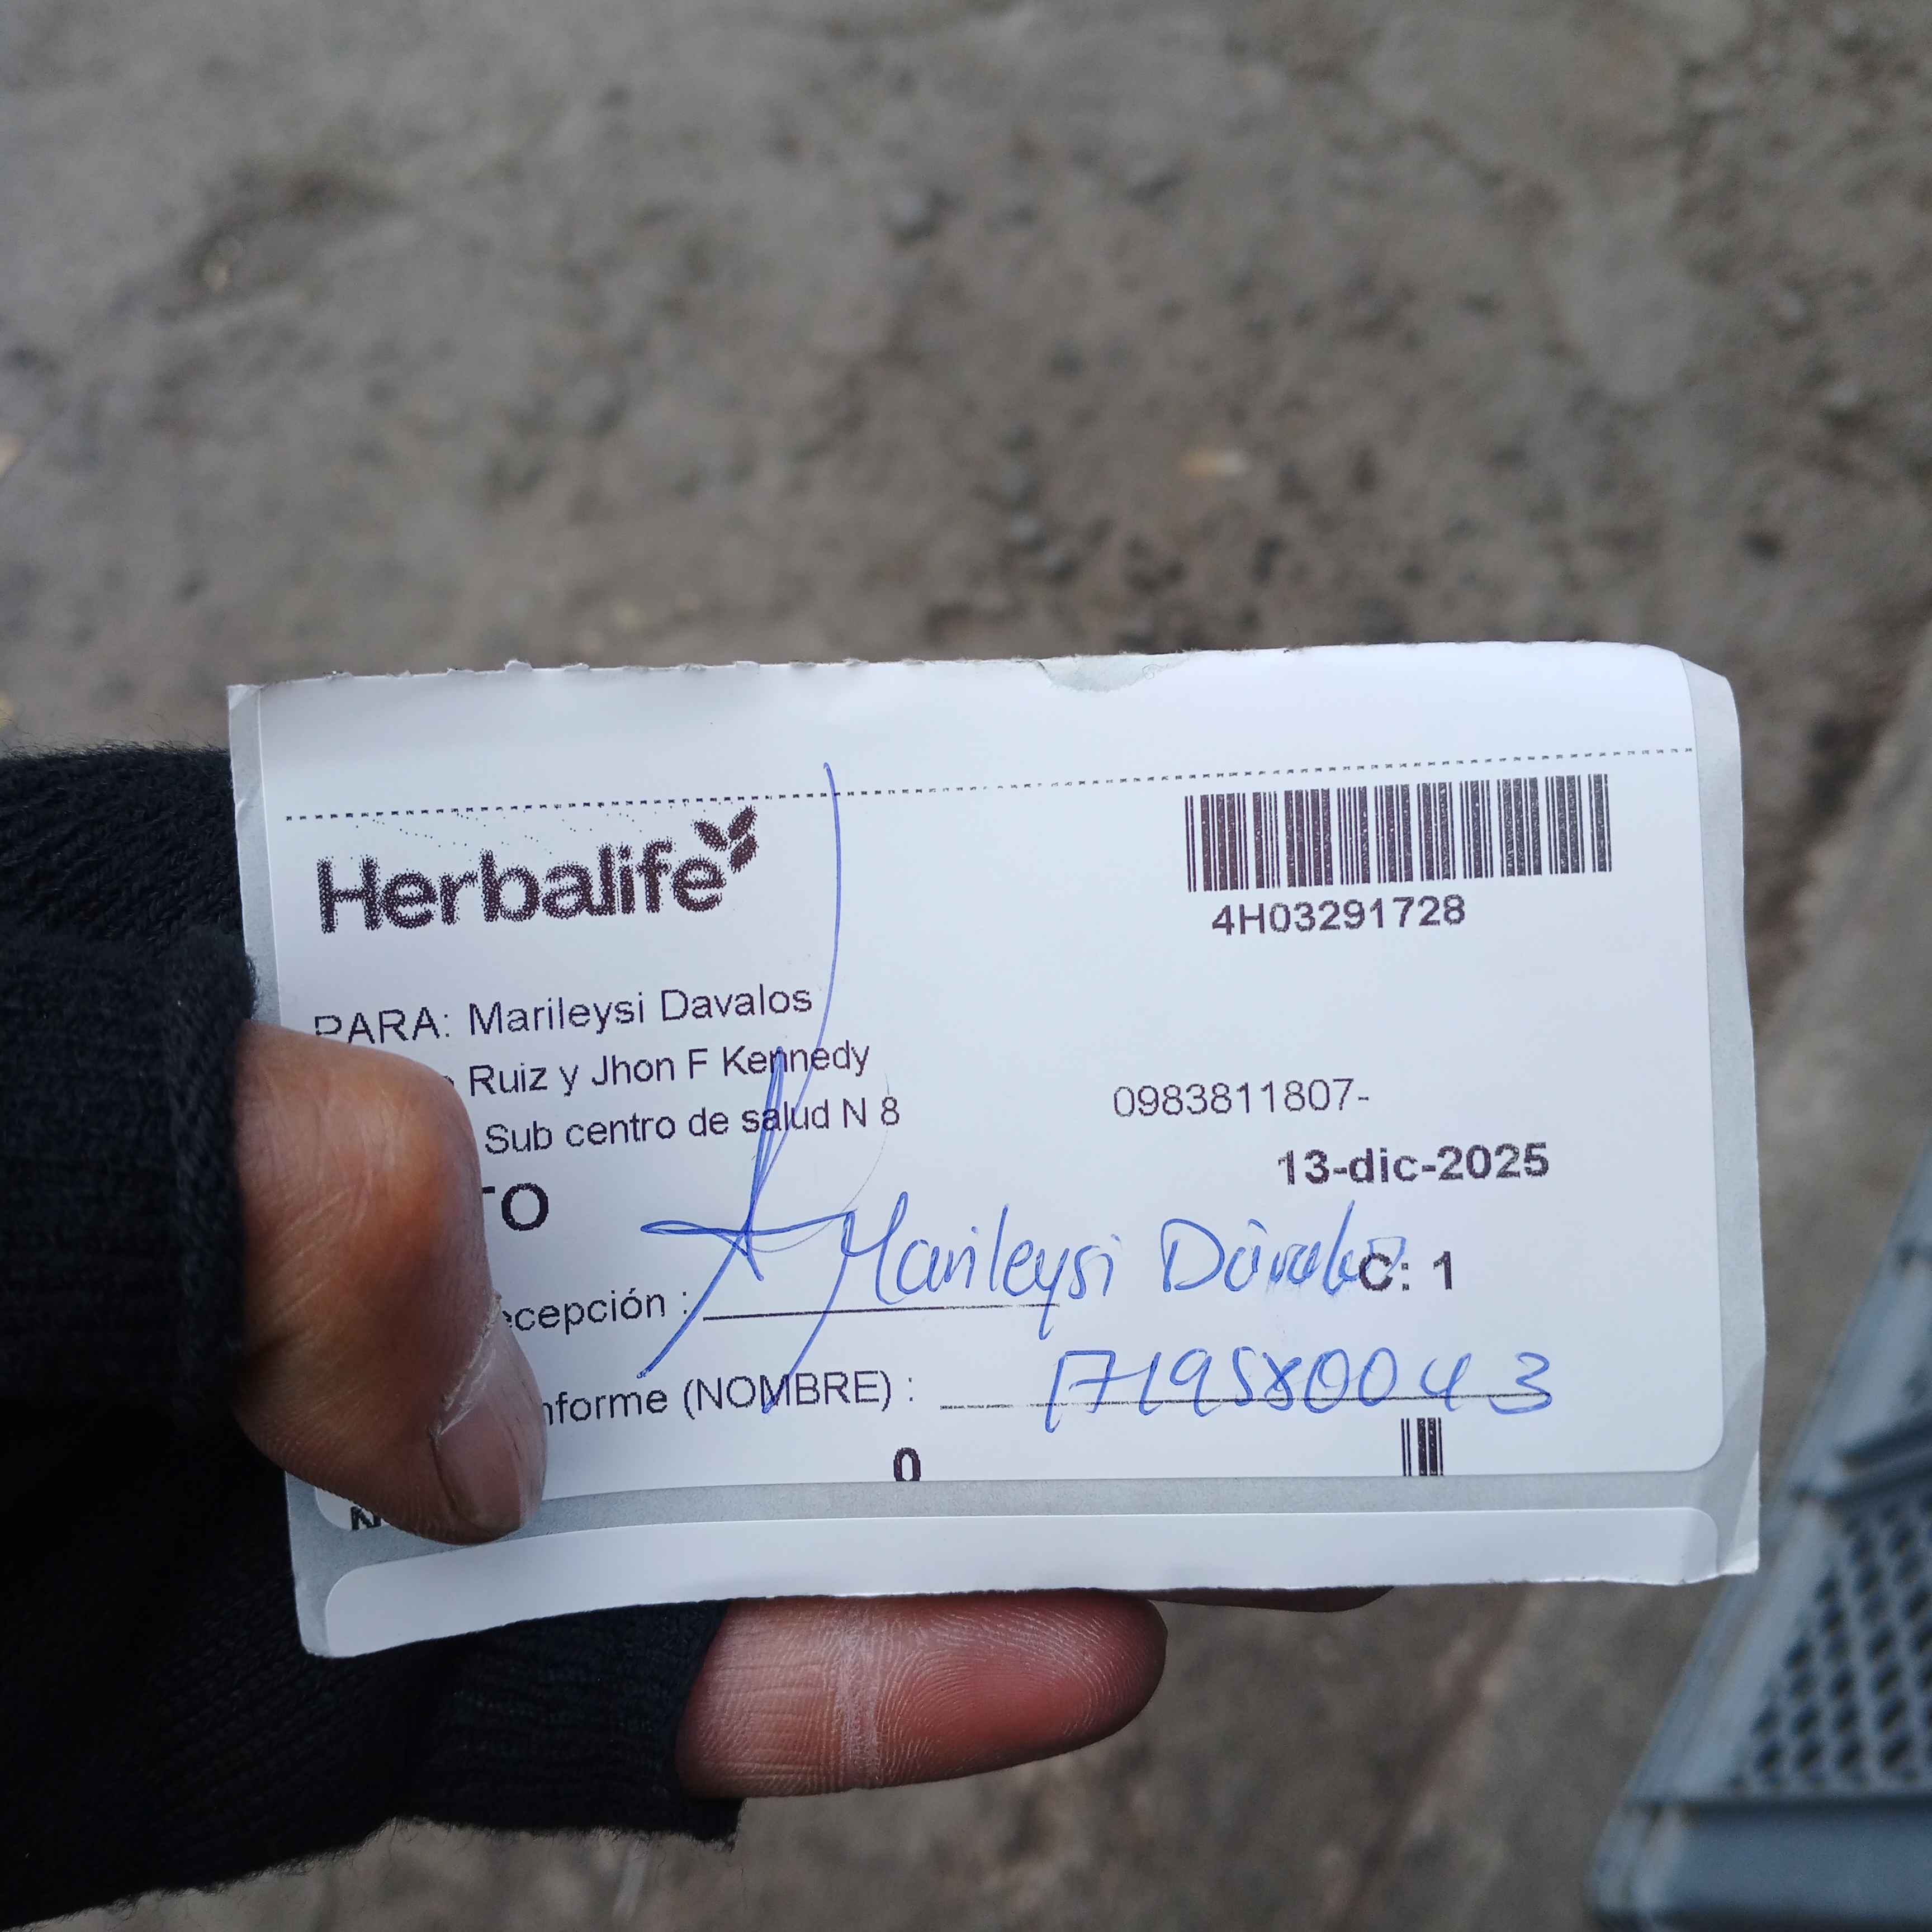 Herbalife
4H03291728
PARA: Marileysi Davalos
Ruiz y Jhon F Kennedy
Sub centro de salud N 8
0983811807-
13-dic-2025
TO
Marileysi Dávalos
C: 1
ecepción :
nforme (NOMBRE) :
1719580043
0